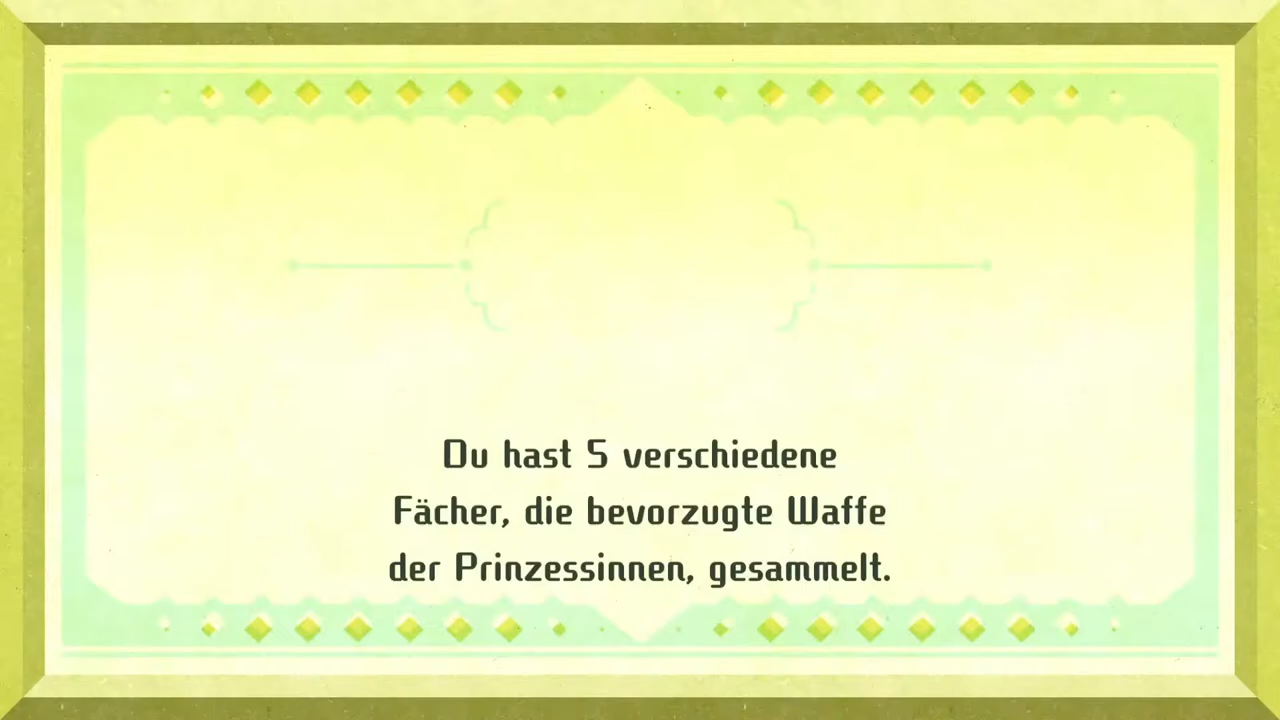 Du hast 5 verschiedene
Fächer, die bevorzugte Waffe
der Prinzessinnen, gesammelt.